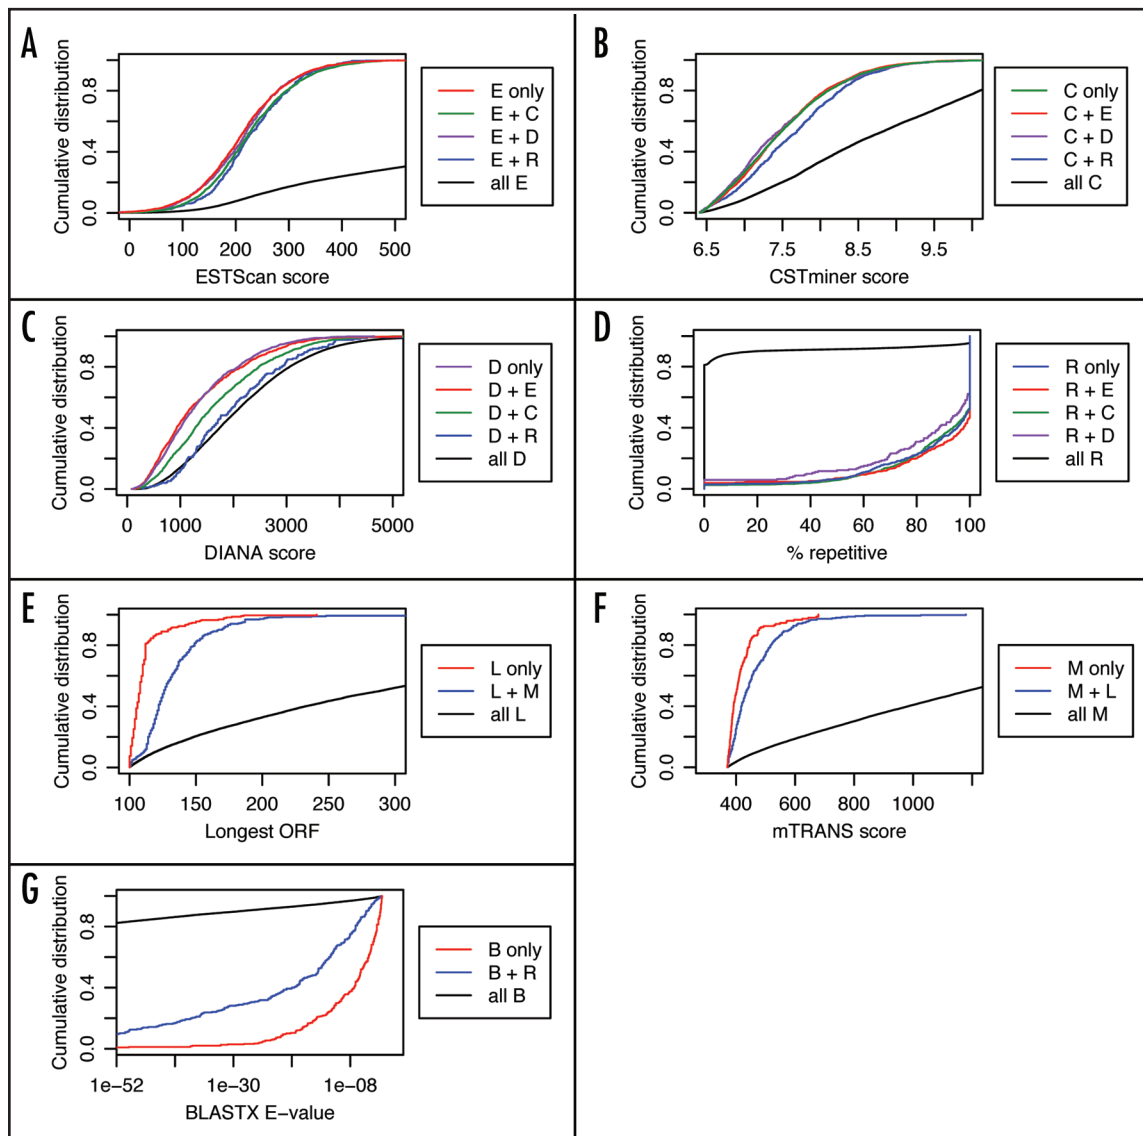 A
Cumulative distribution
0.0 0.4 0.8
0 100 200 300 400 500
ESTScan score
E only
E + C
E + D
E + R
all E
B
Cumulative distribution
0.0 0.4 0.8
6.5 7.5 8.5 9.5
CSTminer score
C only
C + E
C + D
C + R
all C
C
Cumulative distribution
0.0 0.4 0.8
0 1000 3000 5000
DIANA score
D only
D + E
D + C
D + R
all D
D
Cumulative distribution
0.0 0.4 0.8
0 20 40 60 80 100
% repetitive
R only
R + E
R + C
R + D
all R
E
Cumulative distribution
0.0 0.4 0.8
100 150 200 250 300
Longest ORF
L only
L + M
all L
F
Cumulative distribution
0.0 0.4 0.8
400 600 800 1000
mTRANS score
M only
M + L
all M
G
Cumulative distribution
0.0 0.4 0.8
1e−52 1e−30 1e−08
BLASTX E−value
B only
B + R
all B